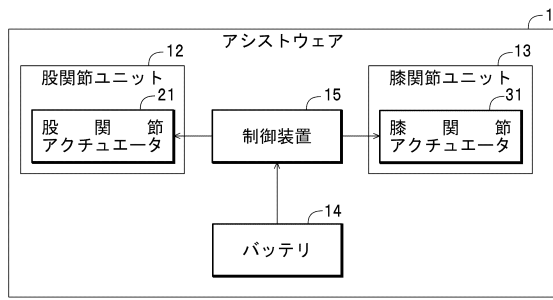 1
アシストウェア
12
股関節ユニット
21
股関節
アクチュエータ
15
制御装置
13
膝関節ユニット
31
膝関節
アクチュエータ
14
バッテリ